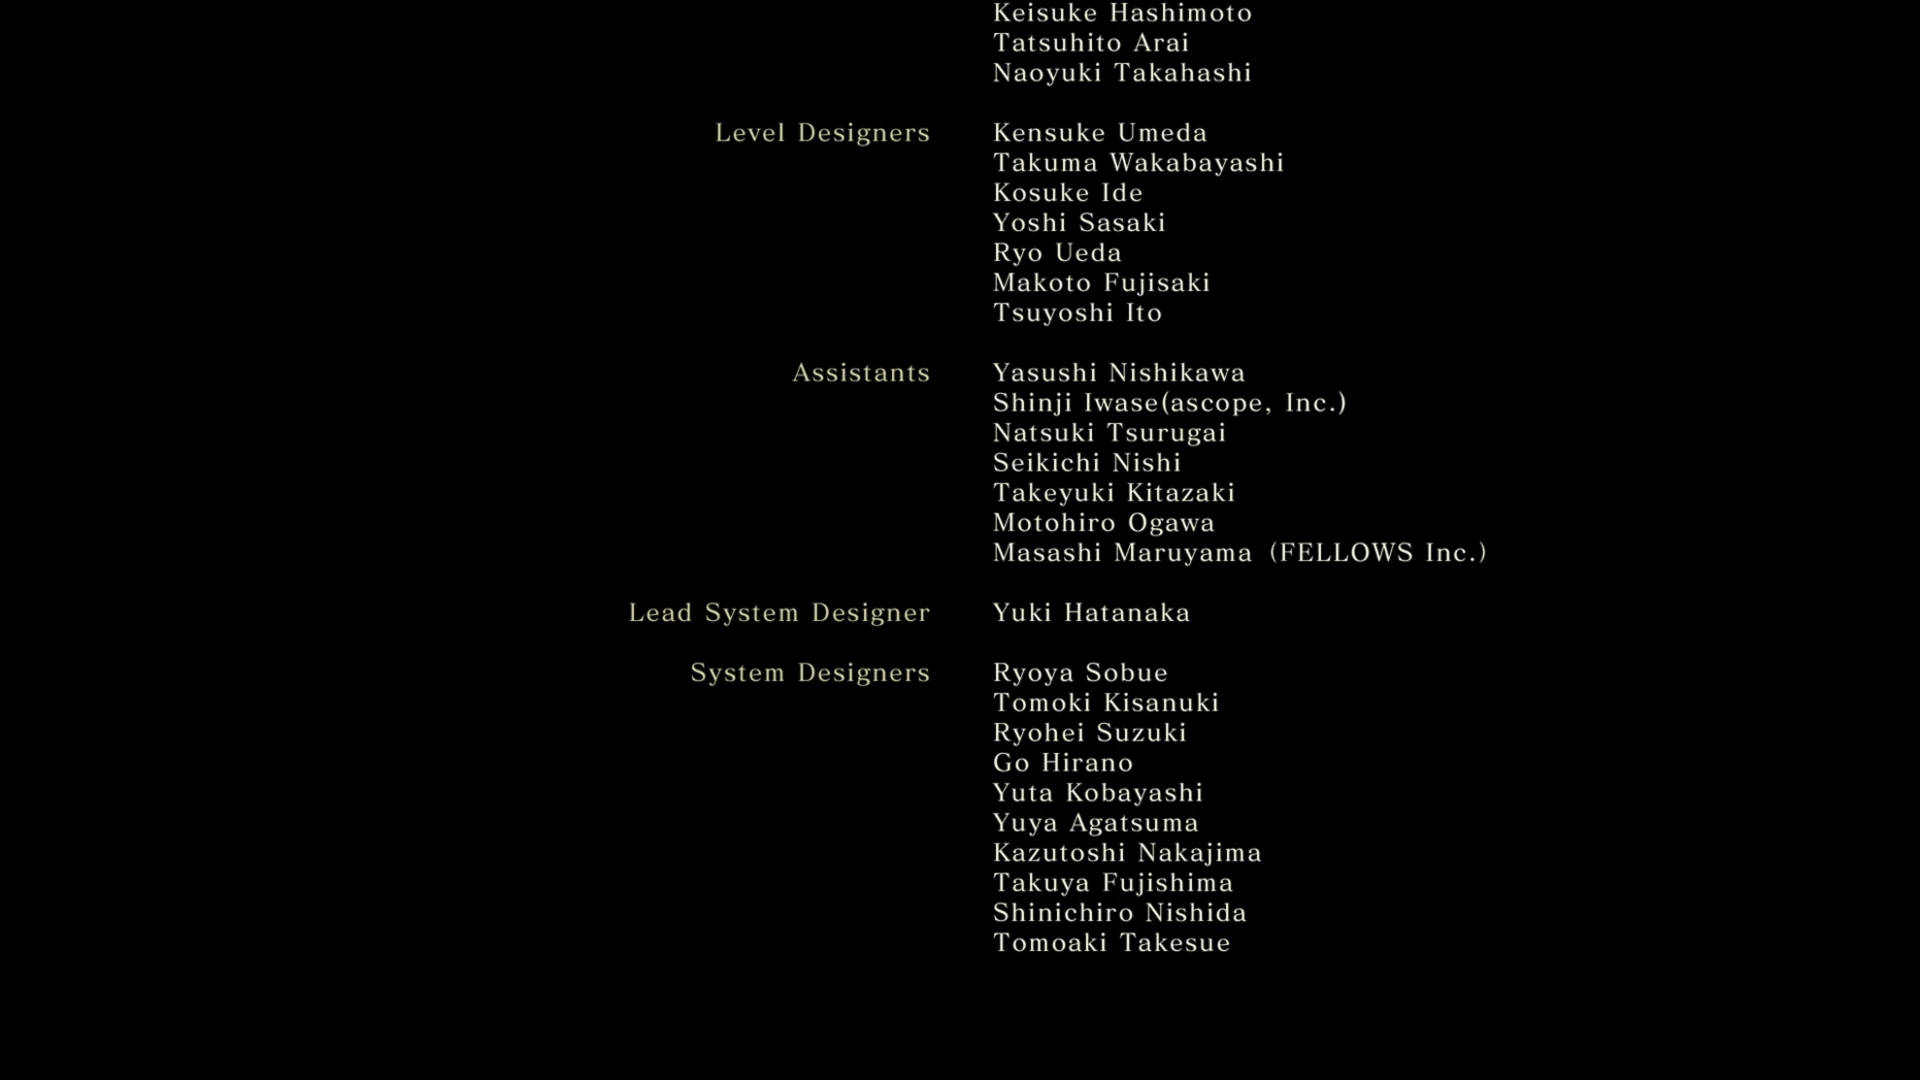 Keisuke Hashimoto
Tatsuhito Arai
Naoyuki Takahashi
Level Designers Kensuke Umeda
Takuma Wakabayashi
Kosuke Ide
Yoshi Sasaki
Ryo Ueda
Makoto Fujisaki
Tsuyoshi Ito
Assistants Yasushi Nishikawa
Shinji Iwase(ascope, Inc.)
Natsuki Tsurugai
Seikichi Nishi
Takeyuki Kitazaki
Motohiro Ogawa
Masashi Maruyama (FELLOWS Inc.)
Lead System Designer Yuki Hatanaka
System Designers Ryoya Sobue
Tomoki Kisanuki
Ryohei Suzuki
Go Hirano
Yuta Kobayashi
Yuya Agatsuma
Kazutoshi Nakajima
Takuya Fujishima
Shinichiro Nishida
Tomoaki Takesue